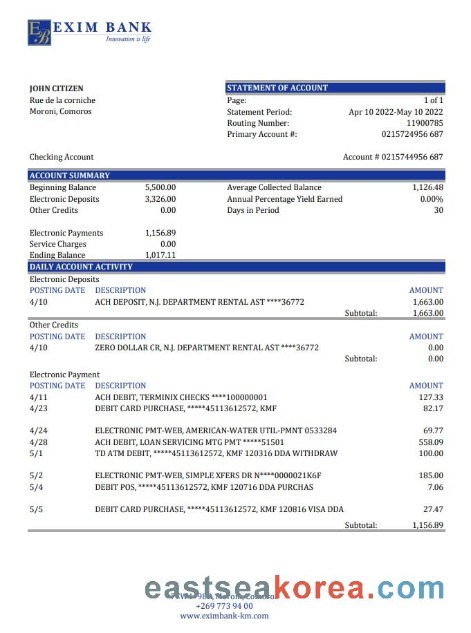 EXIM BANK
Innovation is life
JOHN CITIZEN
Rue de la corniche
Moroni, Comoros
STATEMENT OF ACCOUNT
Page: 1 of 1
Statement Period: Apr 10 2022-May 10 2022
Routing Number: 11900785
Primary Account #: 0215724956 687
Checking Account Account # 0215744956 687
ACCOUNT SUMMARY
Beginning Balance 5,500.00 Average Collected Balance 1,126.48
Electronic Deposits 3,326.00 Annual Percentage Yield Earned 0.00%
Other Credits 0.00 Days in Period 30
Electronic Payments 1,156.89
Service Charges 0.00
Ending Balance 1,017.11
DAILY ACCOUNT ACTIVITY
Electronic Deposits
POSTING DATE DESCRIPTION AMOUNT
4/10 ACH DEPOSIT, N.J. DEPARTMENT RENTAL AST ****36772 1,663.00
Subtotal: 1,663.00
Other Credits
POSTING DATE DESCRIPTION AMOUNT
4/10 ZERO DOLLAR CR, N.J. DEPARTMENT RENTAL AST ****36772 0.00
Subtotal: 0.00
Electronic Payment
POSTING DATE DESCRIPTION AMOUNT
4/11 ACH DEBIT, TERMINIX CHECKS ****100000001 127.33
4/23 DEBIT CARD PURCHASE, *****45113612572, KMF 82.17
4/24 ELECTRONIC PMT-WEB, AMERICAN-WATER UTIL-PMNT 0533284 69.77
4/28 ACH DEBIT, LOAN SERVICING MTG PMT *****51501 558.09
5/1 TD ATM DEBIT, *****45113612572, KMF 120316 DDA WITHDRAW 100.00
5/2 ELECTRONIC PMT-WEB, SIMPLE XFERS DR N****0000021K6F 185.00
5/4 DEBIT POS, *****45113612572, KMF 120716 DDA PURCHAS 7.06
5/5 DEBIT CARD PURCHASE, *****45113612572, KMF 120816 VISA DDA 27.47
Subtotal: 1,156.89
eastseakorea.com
Moroni, Comoros
+269 773 94 00
www.eximbank-km.com